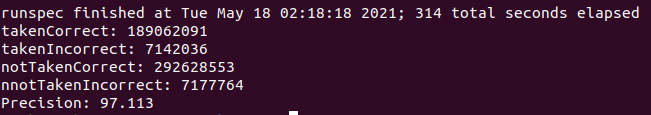 runspec finished at Tue May 18 02:18:18 2021; 314 total seconds elapsed
takenCorrect: 189062091
takenIncorrect: 7142036
notTakenCorrect: 292628553
nnotTakenIncorrect: 7177764
Precision: 97.113